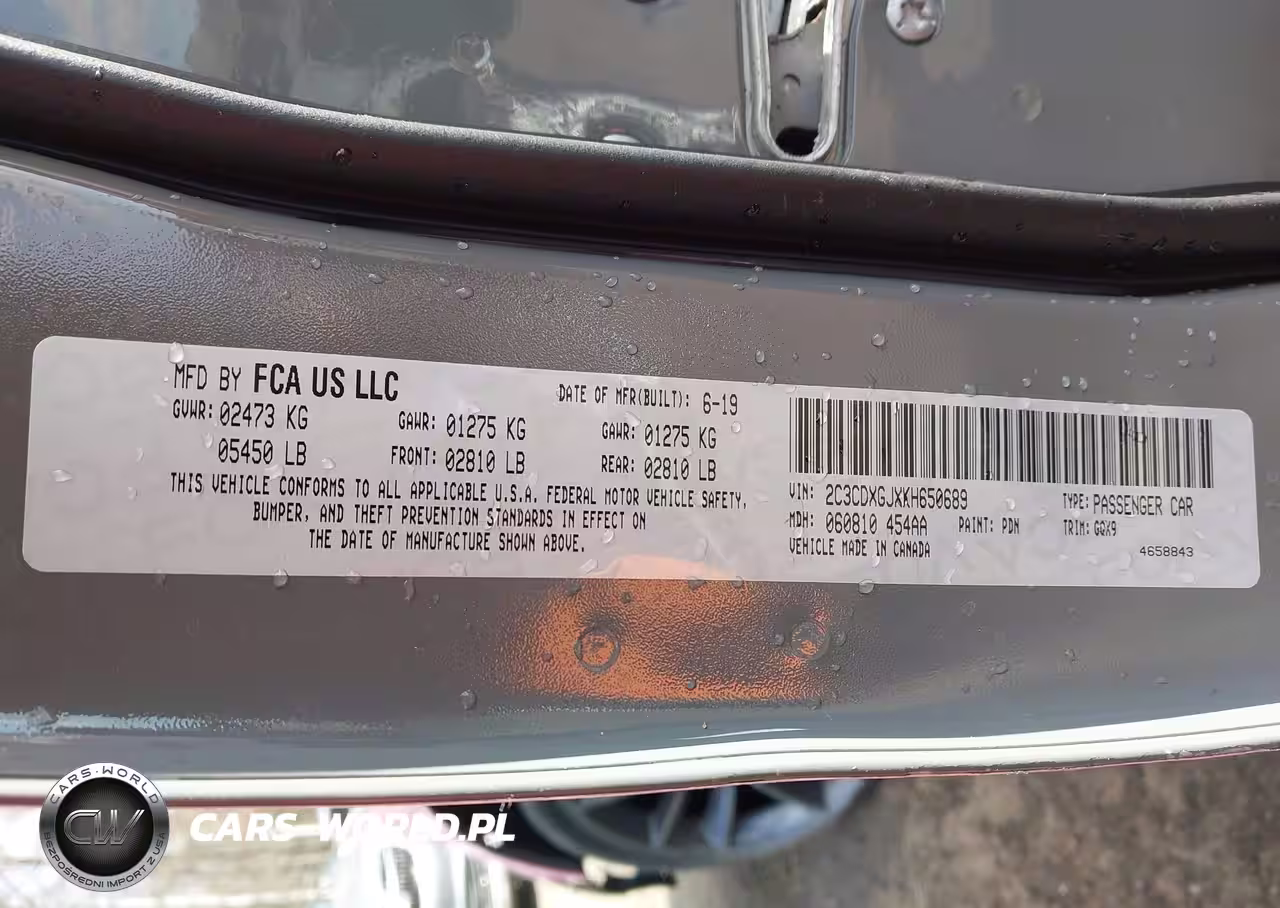 MFD BY FCA US LLC
DATE OF MFR(BUILT): 6-19
GVWR: 02473 KG
05450 LB
GAWR: 01275 KG
FRONT: 02810 LB
GAWR: 01275 KG
REAR: 02810 LB
THIS VEHICLE CONFORMS TO ALL APPLICABLE U.S.A. FEDERAL MOTOR VEHICLE SAFETY,
BUMPER, AND THEFT PREVENTION STANDARDS IN EFFECT ON
THE DATE OF MANUFACTURE SHOWN ABOVE.
VIN: 2C3CDXGJXKH650689
TYPE: PASSENGER CAR
MDH: 060810 454AA
PAINT: PDN
TRIM: GQX9
VEHICLE MADE IN CANADA
4658843
CARS-WORLD
CW
BEZPOŚREDNI IMPORT Z USA
CARS-WORLD.PL